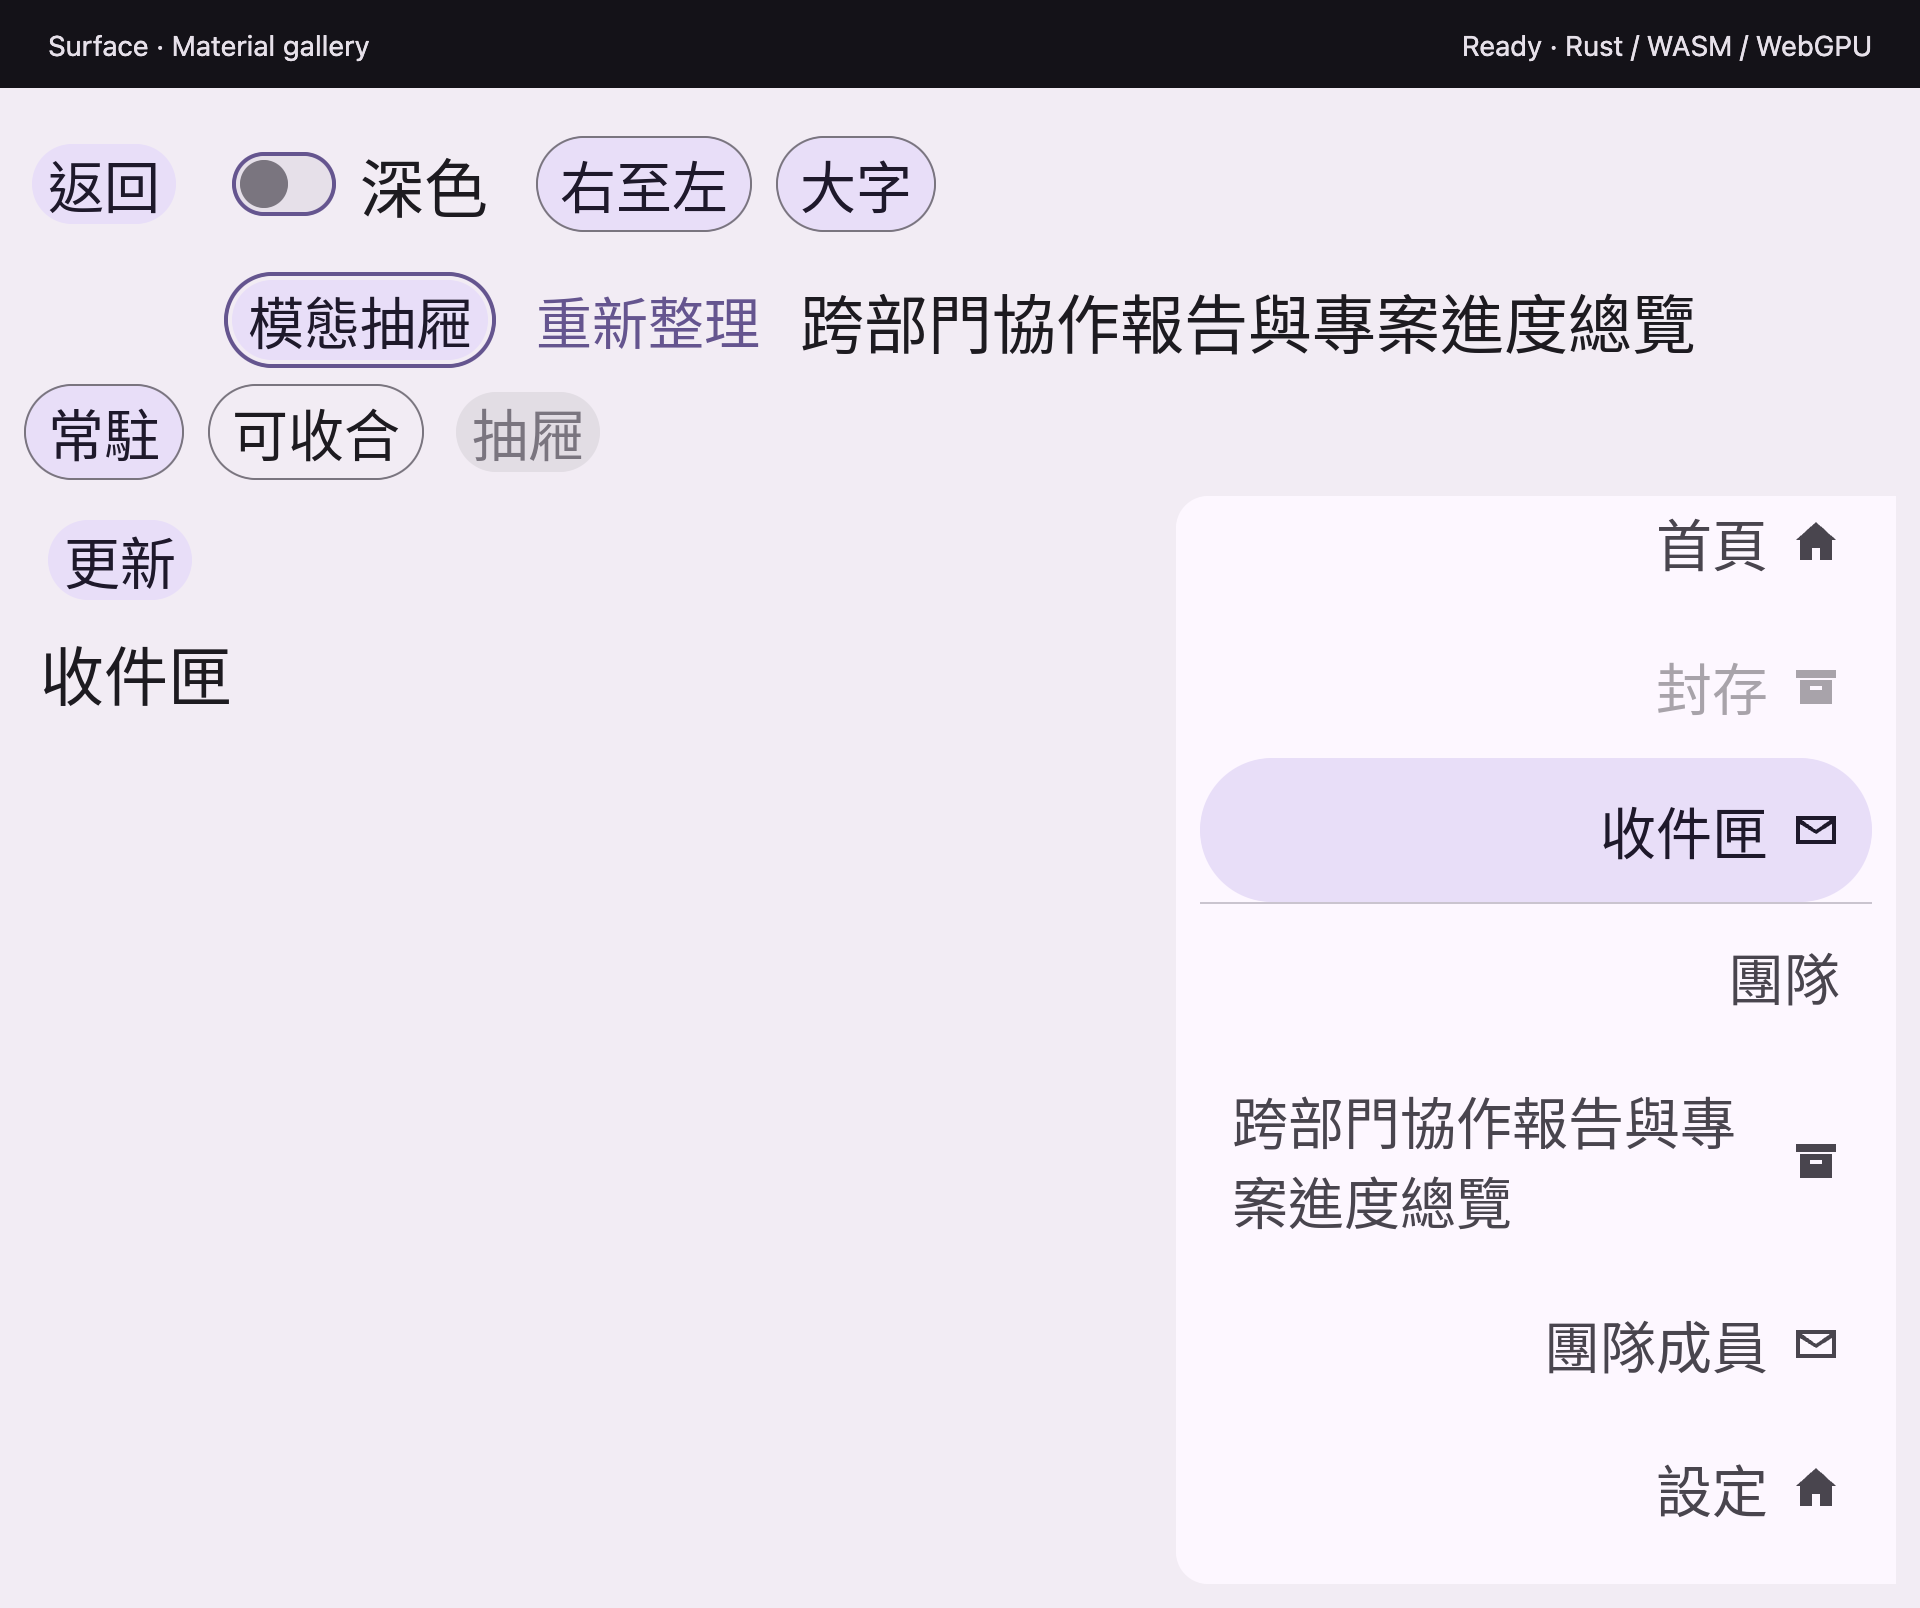 Surface · Material gallery
Ready · Rust / WASM / WebGPU
返回
深色
右至左
大字
模態抽屜
重新整理
跨部門協作報告與專案進度總覽
常駐
可收合
抽屜
更新
收件匣
首頁
封存
收件匣
團隊
跨部門協作報告與專
案進度總覽
團隊成員
設定